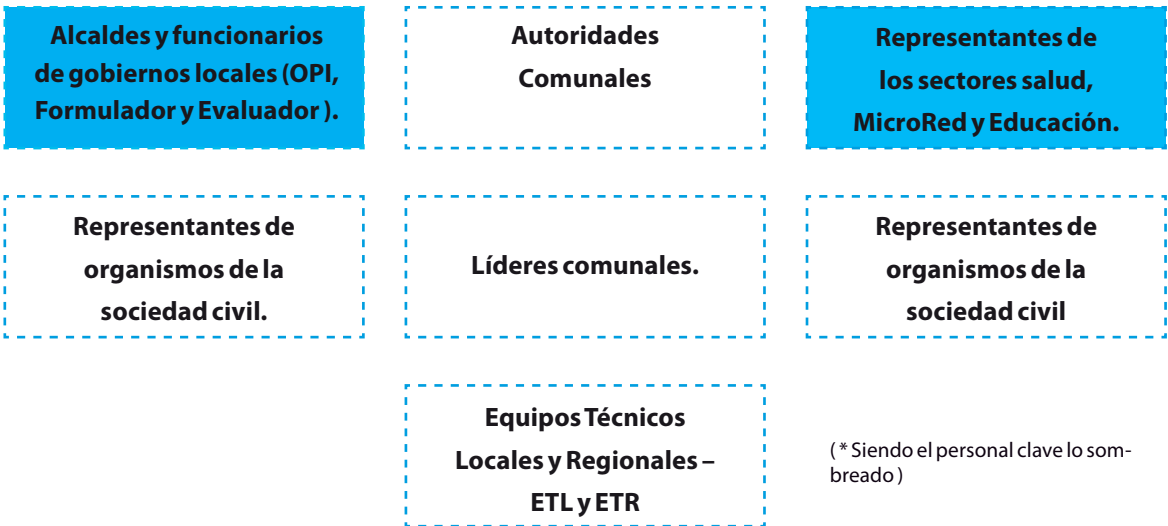 Alcaldes y funcionarios
de gobiernos locales (OPI,
Formulador y Evaluador ).
Autoridades
Comunales
Representantes de
los sectores salud,
MicroRed y Educación.
Representantes de
organismos de la
sociedad civil.
Líderes comunales.
Representantes de
organismos de la
sociedad civil
Equipos Técnicos
Locales y Regionales –
ETL y ETR
( * Siendo el personal clave lo som-
breado )